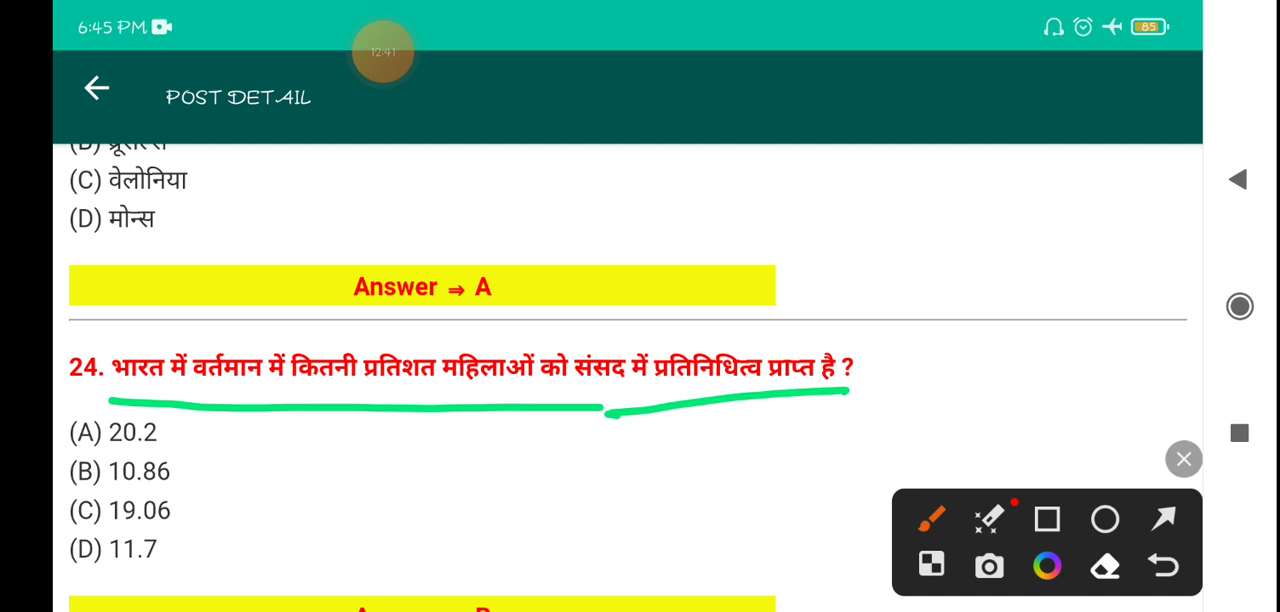 6:45 PM
12:41
85
POST DETAIL
(C) वेलोनिया
(D) मोन्स
Answer ⇒ A
24. भारत में वर्तमान में कितनी प्रतिशत महिलाओं को संसद में प्रतिनिधित्व प्राप्त है ?
(A) 20.2
(B) 10.86
(C) 19.06
(D) 11.7